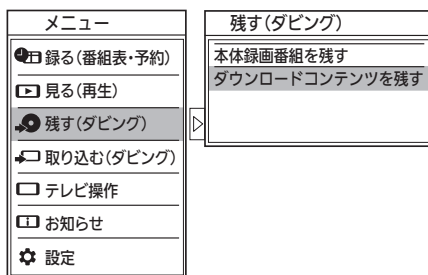 メニュー
録る(番組表・予約)
見る(再生)
残す(ダビング)
取り込む(ダビング)
テレビ操作
お知らせ
設定
残す(ダビング)
本体録画番組を残す
ダウンロードコンテンツを残す